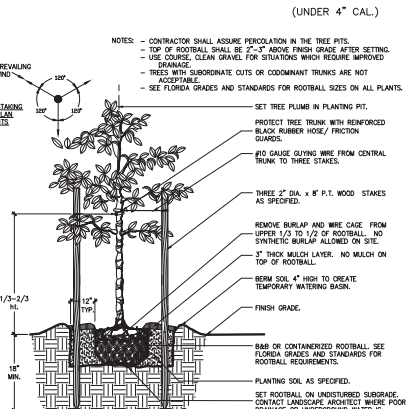 (UNDER 4" CAL.)
NOTES: - CONTRACTOR SHALL ASSURE PERCOLATION IN THE TREE PITS.
- TOP OF ROOTBALL SHALL BE 2"-3" ABOVE FINISH GRADE AFTER SETTING.
- USE COURSE, CLEAN GRAVEL FOR SITUATIONS WHICH REQUIRE IMPROVED
DRAINAGE.
- TREES WITH SUBORDINATE CUTS OR CODOMINANT TRUNKS ARE NOT
ACCEPTABLE.
- SEE FLORIDA GRADES AND STANDARDS FOR ROOTBALL SIZES ON ALL PLANTS.
PREVAILING
120°
120°
120°
SET TREE PLUMB IN PLANTING PIT.
PROTECT TREE TRUNK WITH REINFORCED
BLACK RUBBER HOSE/ FRICTION
GUARDS.
#10 GAUGE GUYING WIRE FROM CENTRAL
TRUNK TO THREE STAKES.
THREE 2" DIA. x 8' P.T. WOOD STAKES
AS SPECIFIED.
REMOVE BURLAP AND WIRE CAGE FROM
UPPER 1/3 TO 1/2 OF ROOTBALL. NO
SYNTHETIC BURLAP ALLOWED ON SITE.
3" THICK MULCH LAYER. NO MULCH ON
TOP OF ROOTBALL.
BERM SOIL 4" HIGH TO CREATE
TEMPORARY WATERING BASIN.
FINISH GRADE.
1/3-2/3
ht.
12"
TYP.
18"
MIN.
B&B OR CONTAINERIZED ROOTBALL. SEE
FLORIDA GRADES AND STANDARDS FOR
ROOTBALL REQUIREMENTS.
PLANTING SOIL AS SPECIFIED.
SET ROOTBALL ON UNDISTURBED SUBGRADE.
CONTACT LANDSCAPE ARCHITECT WHERE POOR
DRAINAGE OR UNDERGROUND WATER IS